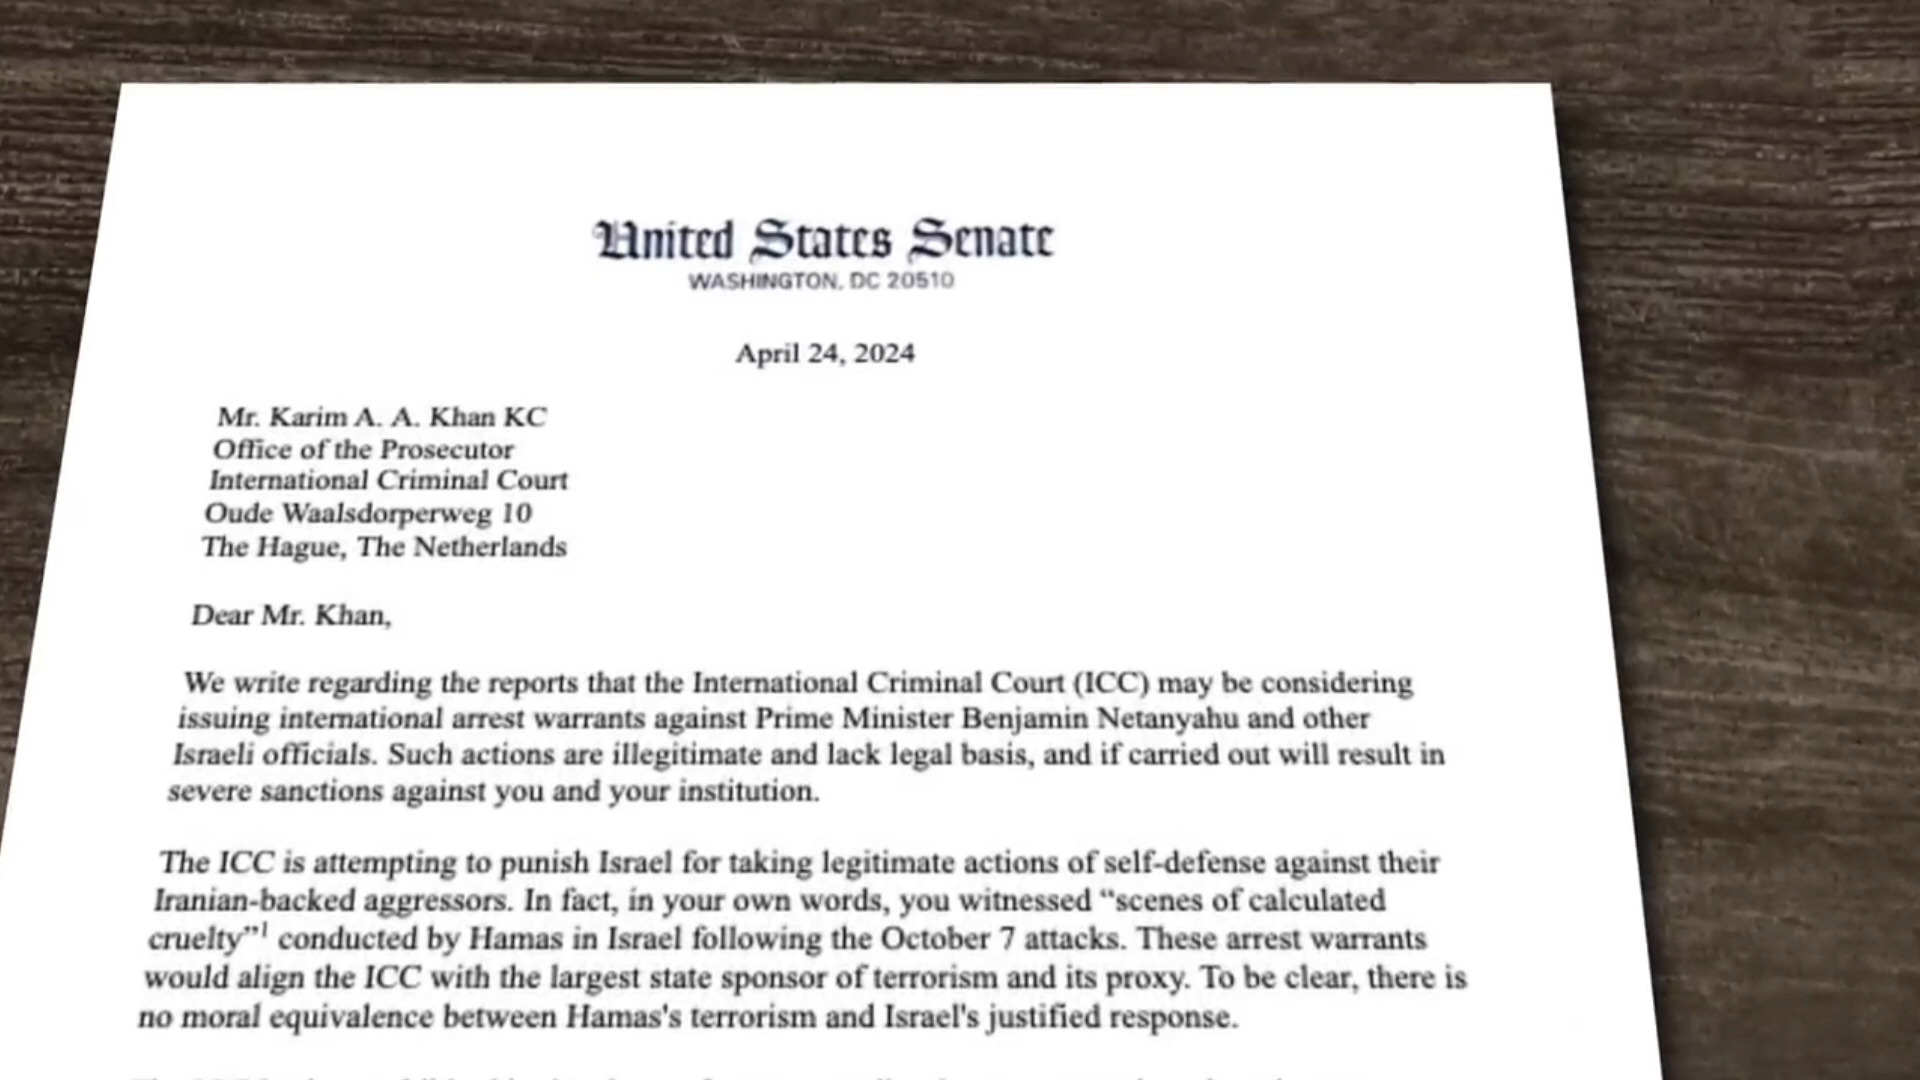 United States Senate
WASHINGTON, DC 20510
April 24, 2024
Mr. Karim A. A. Khan KC
Office of the Prosecutor
International Criminal Court
Oude Waalsdorperweg 10
The Hague, The Netherlands
Dear Mr. Khan,
We write regarding the reports that the International Criminal Court (ICC) may be considering
issuing international arrest warrants against Prime Minister Benjamin Netanyahu and other
Israeli officials. Such actions are illegitimate and lack legal basis, and if carried out will result in
severe sanctions against you and your institution.
The ICC is attempting to punish Israel for taking legitimate actions of self-defense against their
Iranian-backed aggressors. In fact, in your own words, you witnessed “scenes of calculated
cruelty”¹ conducted by Hamas in Israel following the October 7 attacks. These arrest warrants
would align the ICC with the largest state sponsor of terrorism and its proxy. To be clear, there is
no moral equivalence between Hamas's terrorism and Israel's justified response.